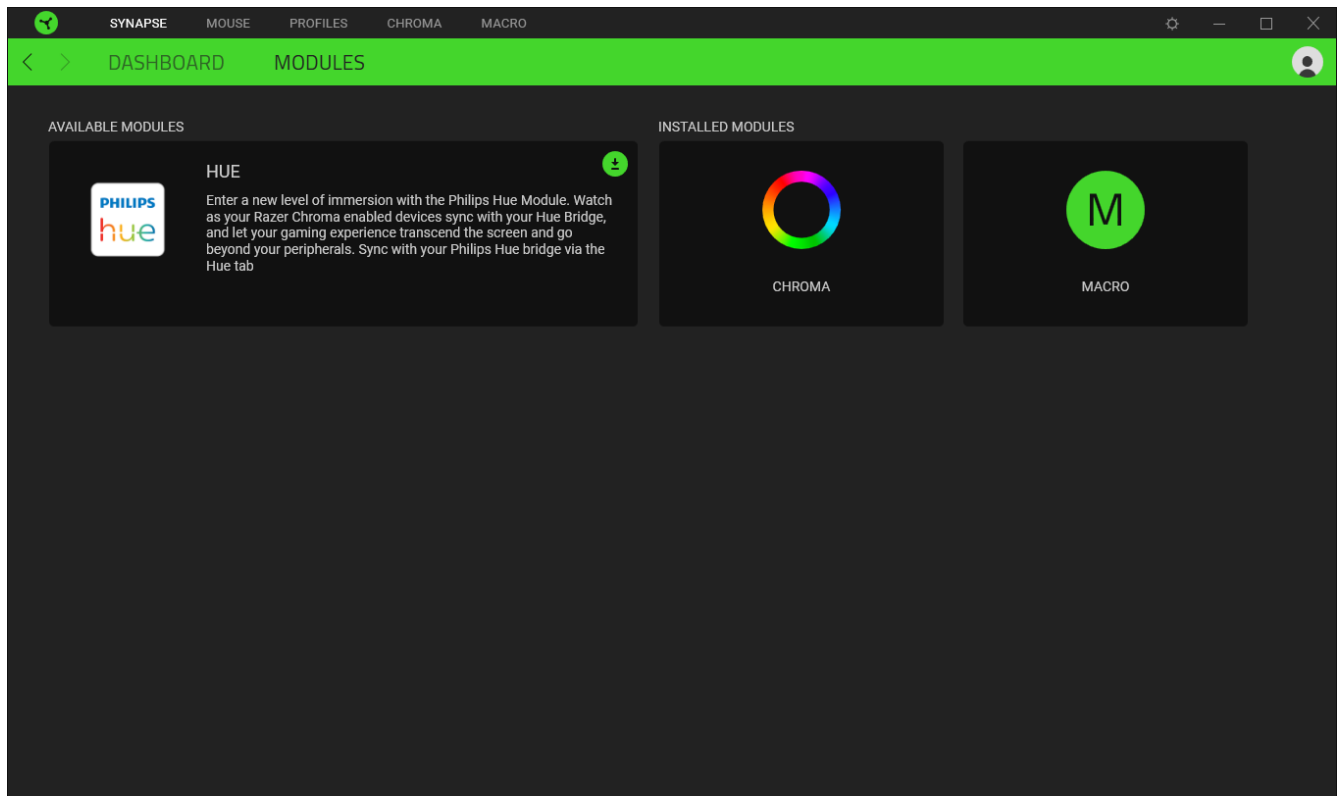 SYNAPSE MOUSE PROFILES CHROMA MACRO
DASHBOARD MODULES
AVAILABLE MODULES
INSTALLED MODULES
PHILIPS
hue
HUE
Enter a new level of immersion with the Philips Hue Module. Watch
as your Razer Chroma enabled devices sync with your Hue Bridge,
and let your gaming experience transcend the screen and go
beyond your peripherals. Sync with your Philips Hue bridge via the
Hue tab
CHROMA
M
MACRO